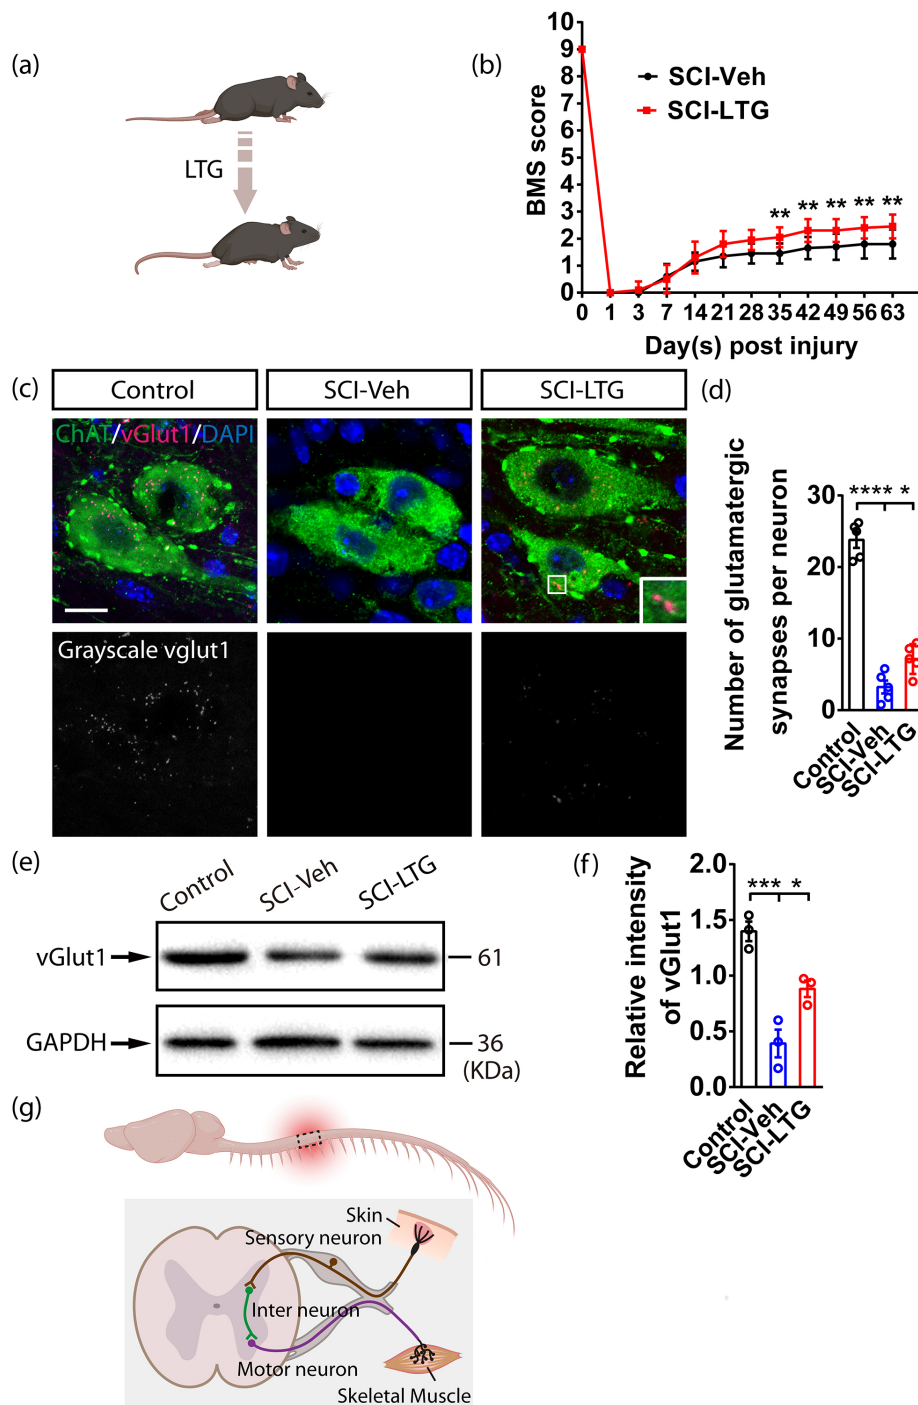 (a)
LTG
(b)
BMS score
10
9
8
7
6
5
4
3
2
1
0
SCI-Veh
SCI-LTG
** ** ** ** **
0 1 3 7 14 21 28 35 42 49 56 63
Day(s) post injury
(c)
Control
SCI-Veh
SCI-LTG
ChAT/vGlut1/DAPI
Grayscale vglut1
(d)
Number of glutamatergic
synapses per neuron
30
20
10
0
**** *
Control
SCI-Veh
SCI-LTG
(e)
Control
SCI-Veh
SCI-LTG
vGlut1
61
GAPDH
36
(KDa)
(f)
Relative intensity
of vGlut1
2.0
1.5
1.0
0.5
0.0
*** *
Control
SCI-Veh
SCI-LTG
(g)
Skin
Sensory neuron
Inter neuron
Motor neuron
Skeletal Muscle